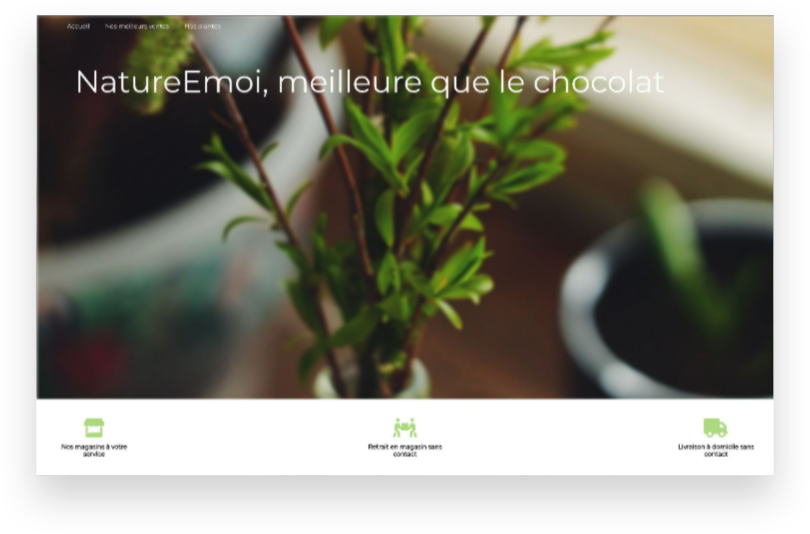 Accueil Nos meilleurs ventes Nos plantes
NatureEmoi, meilleure que le chocolat
Nos magasins à votre
service
Retrait en magasin sans
contact
Livraison à domicile sans
contact